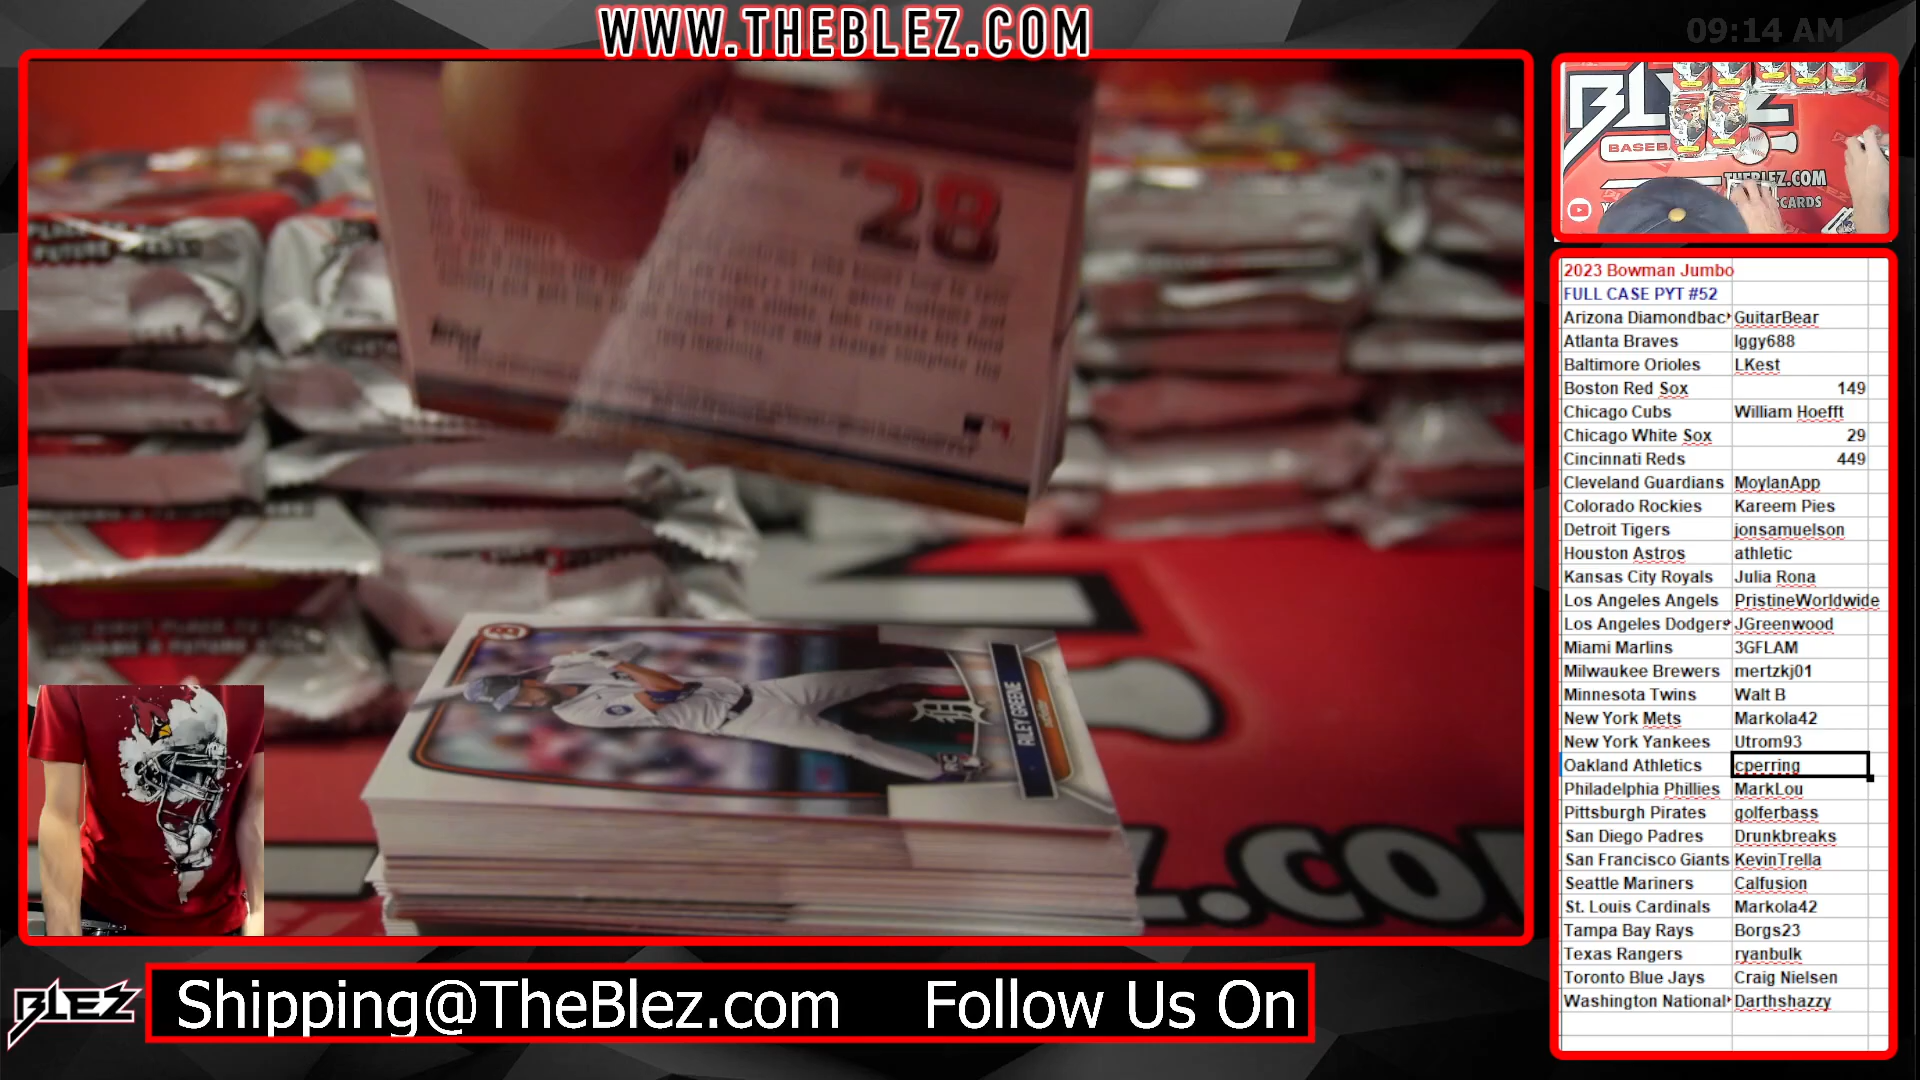 WWW.THEBLEZ.COM
09:14 AM
28
RILEY GREENE
RC
Z.CO
BASEB
THEBLEZ.COM
SCARDS
2023 Bowman Jumbo
FULL CASE PYT #52
Arizona Diamondbac GuitarBear
Atlanta Braves Iggy688
Baltimore Orioles LKest
Boston Red Sox 149
Chicago Cubs William Hoefft
Chicago White Sox 29
Cincinnati Reds 449
Cleveland Guardians MoylanApp
Colorado Rockies Kareem Pies
Detroit Tigers jonsamuelson
Houston Astros athletic
Kansas City Royals Julia Rona
Los Angeles Angels PristineWorldwide
Los Angeles Dodgers JGreenwood
Miami Marlins 3GFLAM
Milwaukee Brewers mertzkj01
Minnesota Twins Walt B
New York Mets Markola42
New York Yankees Utrom93
Oakland Athletics cperring
Philadelphia Phillies MarkLou
Pittsburgh Pirates golferbass
San Diego Padres Drunkbreaks
San Francisco Giants KevinTrella
Seattle Mariners Calfusion
St. Louis Cardinals Markola42
Tampa Bay Rays Borgs23
Texas Rangers ryanbulk
Toronto Blue Jays Craig Nielsen
Washington National Darthshazzy
BLEZ
Shipping@TheBlez.com Follow Us On